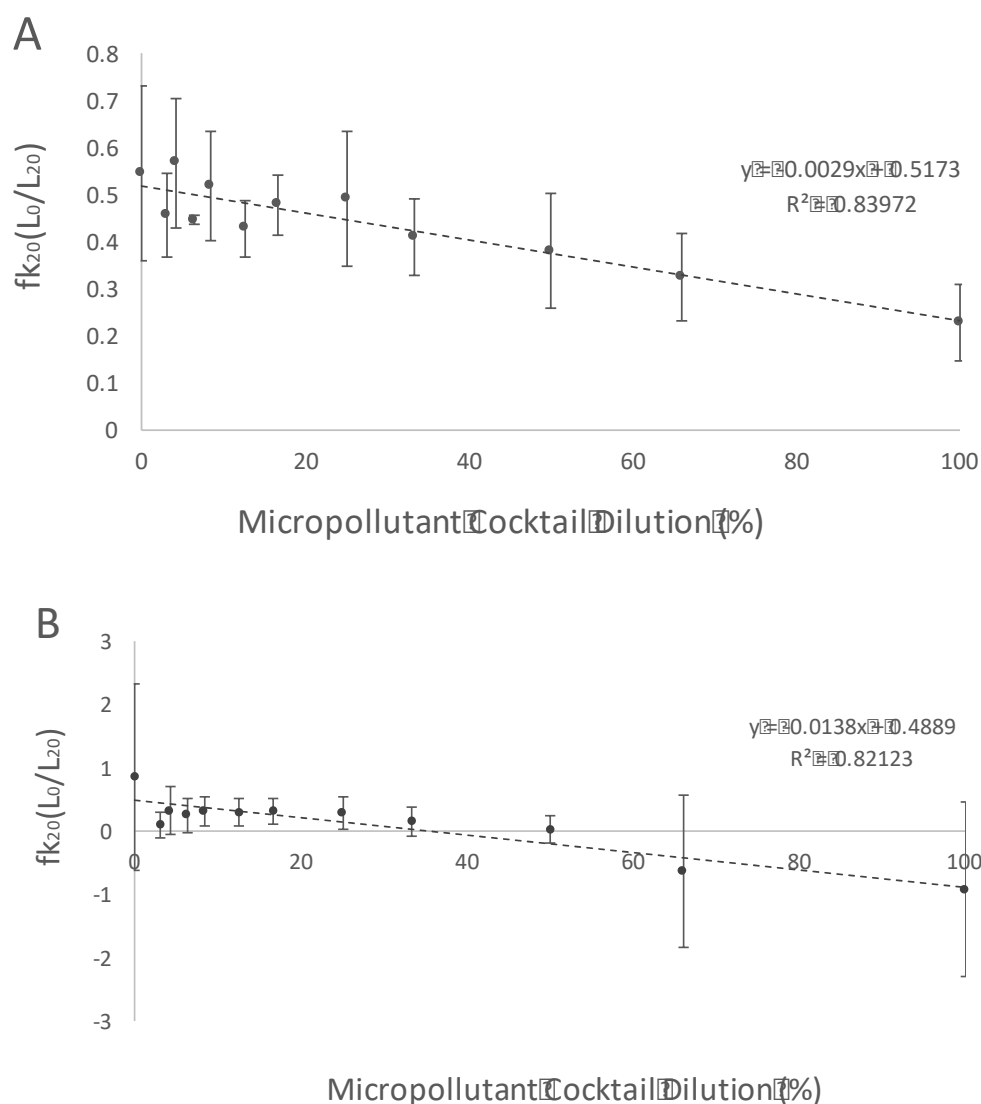 A
0.8
0.7
0.6
0.5
0.4
0.3
0.2
0.1
0
fk20(L0/L20)
y = -0.0029x + 0.5173
R² = 0.83972
0 20 40 60 80 100
Micropollutant Cocktail Dilution (%)
B
3
2
1
0
-1
-2
-3
fk20(L0/L20)
y = -0.0138x + 0.4889
R² = 0.82123
0 20 40 60 80 100
Micropollutant Cocktail Dilution (%)